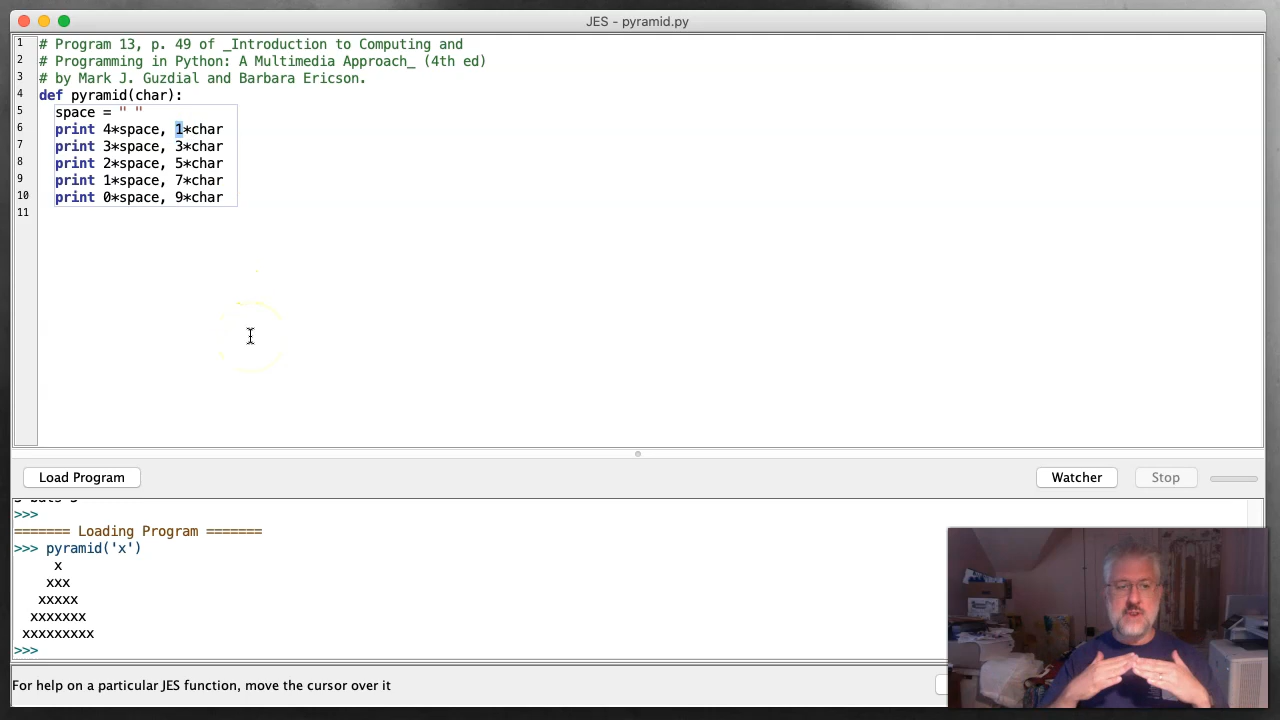 JES - pyramid.py
1 # Program 13, p. 49 of _Introduction to Computing and
2 # Programming in Python: A Multimedia Approach_ (4th ed)
3 # by Mark J. Guzdial and Barbara Ericson.
4 def pyramid(char):
5   space = " "
6   print 4*space, 1*char
7   print 3*space, 3*char
8   print 2*space, 5*char
9   print 1*space, 7*char
10   print 0*space, 9*char
11
Load Program Watcher Stop
>>>
======= Loading Program =======
>>> pyramid('x')
     x
    xxx
   xxxxx
  xxxxxxx
 xxxxxxxxx
>>>
For help on a particular JES function, move the cursor over it